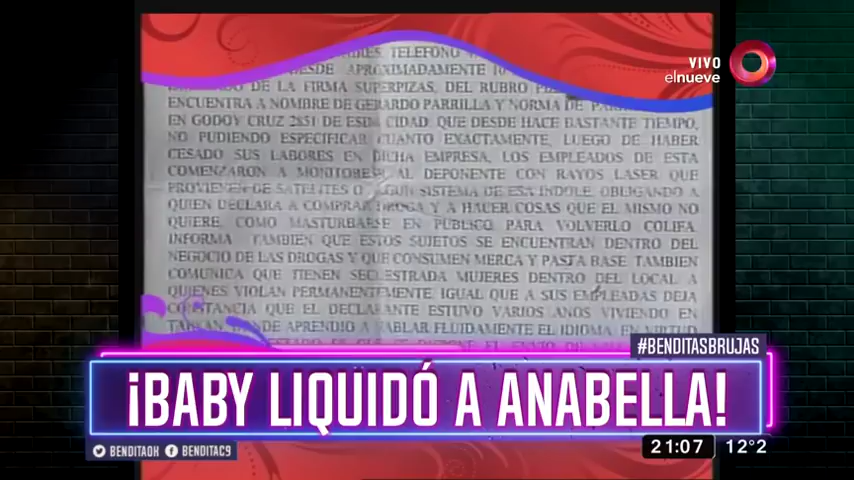 TELEFONO
DESDE APROXIMADAMENTE
DE LA FIRMA SUPERPIZAS, DEL RUBRO
ENCUENTRA A NOMBRE DE GERARDO PARRILLA Y NORMA DE
EN GODOY CRUZ 2851 DE ESDA CIDAD QUE DESDE HACE BASTANTE TIEMPO,
NO PUDIENDO ESPECIFICAR CUANTO EXACTAMENTE, LUEGO DE HABER
CESADO SUS LABORES EN DICHA EMPRESA, LOS EMPLEADOS DE ESTA
COMENZARON A MONITOREAR AL DEPONENTE CON RAYOS LASER QUE
PROVIENEN DE SATELITES O ALGUN SISTEMA DE ESA INDOLE, OBLIGANDO A
QUIEN DECLARA A COMPRAR DROGA Y A HACER COSAS QUE EL MISMO NO
QUIERE, COMO MASTURBARSE EN PUBLICO PARA VOLVERLO COLIFA.
INFORMA TAMBIEN QUE ESTOS SUJETOS SE ENCUENTRAN DENTRO DEL
NEGOCIO DE LAS DROGAS Y QUE CONSUMEN MERCA Y PASTA BASE TAMBIEN
COMUNICA QUE TIENEN SECUESTRADA MUJERES DENTRO DEL LOCAL A
QUIENES VIOLAN PERMANENTEMENTE IGUAL QUE A SUS EMPLEADAS DEJA
CONSTANCIA QUE EL DECLARANTE ESTUVO VARIOS ANOS VIVIENDO EN
DONDE APRENDIO A HABLAR FLUIDAMENTE EL IDIOMA, EN VIRTUD
VIVO
elnueve
#BENDITASBRUJAS
¡BABY LIQUIDÓ A ANABELLA!
BENDITAOK BENDITAC9
21:07 12°2